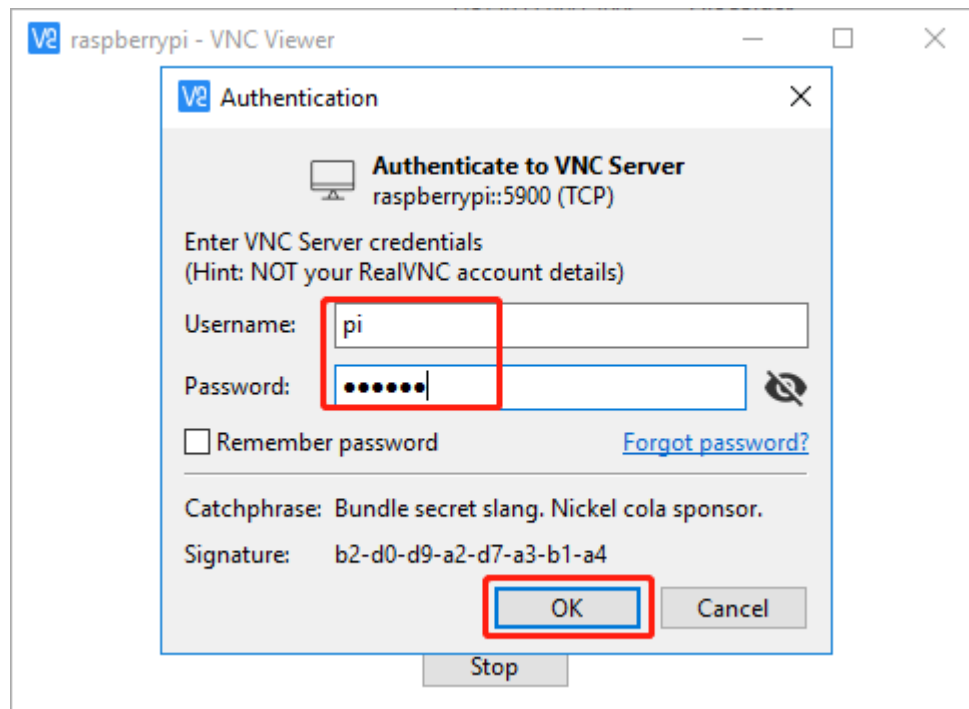 V2 raspberrypi - VNC Viewer
V2 Authentication
Authenticate to VNC Server
raspberrypi::5900 (TCP)
Enter VNC Server credentials
(Hint: NOT your RealVNC account details)
Username: pi
Password: ●●●●●●
Remember password Forgot password?
Catchphrase: Bundle secret slang. Nickel cola sponsor.
Signature: b2-d0-d9-a2-d7-a3-b1-a4
OK Cancel
Stop